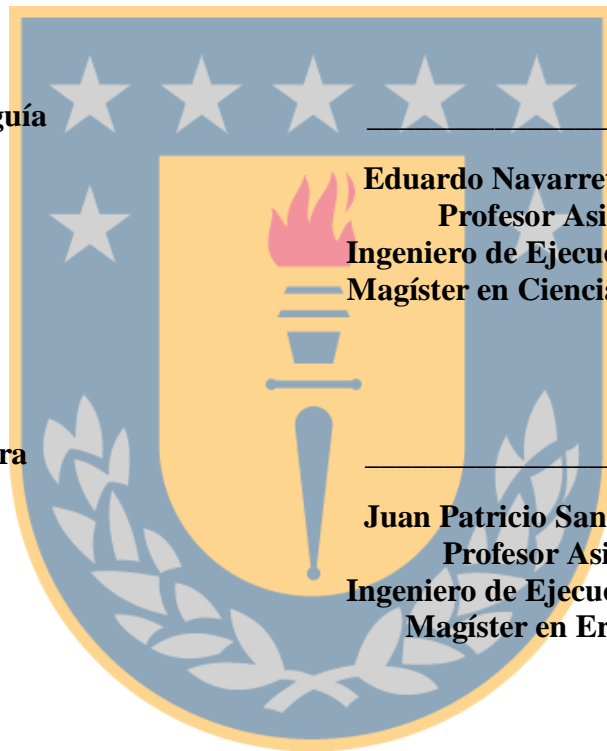 guía
Eduardo Navarre
Profesor Asi
Ingeniero de Ejecu
Magíster en Cienci
ra
Juan Patricio San
Profesor Asi
Ingeniero de Ejecu
Magíster en Er